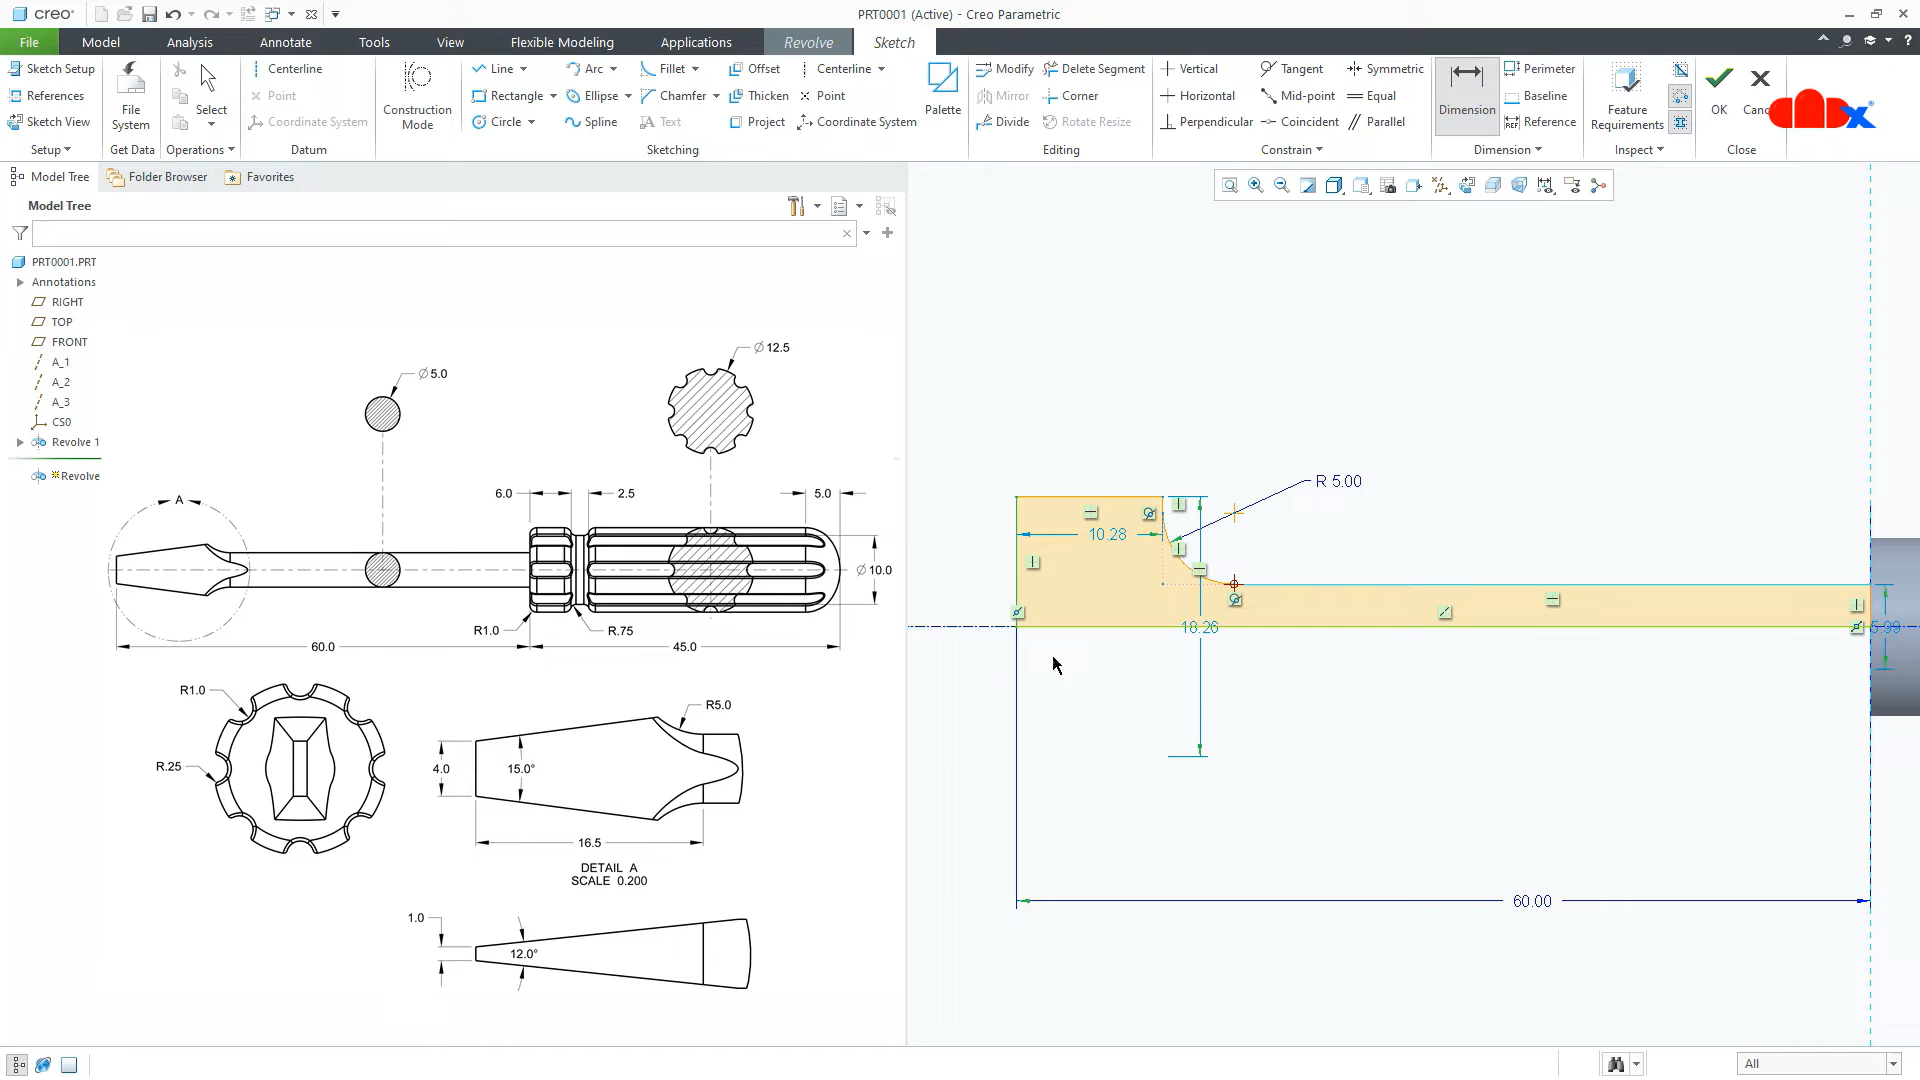 creo°
PRT0001 (Active) - Creo Parametric
File Model Analysis Annotate Tools View Flexible Modeling Applications Revolve Sketch
Sketch Setup
References
Sketch View
Setup
File System
Get Data
Select
Operations
Centerline
Point
Coordinate System
Datum
Construction Mode
Line Arc Fillet Offset Centerline
Rectangle Ellipse Chamfer Thicken Point
Circle Spline Text Project Coordinate System
Palette
Sketching
Modify Delete Segment
Mirror Corner
Divide Rotate Resize
Editing
Vertical Tangent Symmetric
Horizontal Mid-point Equal
Perpendicular Coincident Parallel
Constrain
Dimension
Perimeter
Baseline
Reference
Dimension
Feature Requirements
Inspect
OK
Canc
Close
Model Tree Folder Browser Favorites
Model Tree
PRT0001.PRT
Annotations
RIGHT
TOP
FRONT
A_1
A_2
A_3
CS0
Revolve 1
Revolve
Ø12.5
Ø5.0
A
6.0
2.5
5.0
Ø10.0
R1.0
R.75
60.0
45.0
R1.0
R.25
R5.0
4.0
15.0°
16.5
DETAIL A
SCALE 0.200
1.0
12.0°
R 5.00
10.28
18.26
5.99
60.00
All